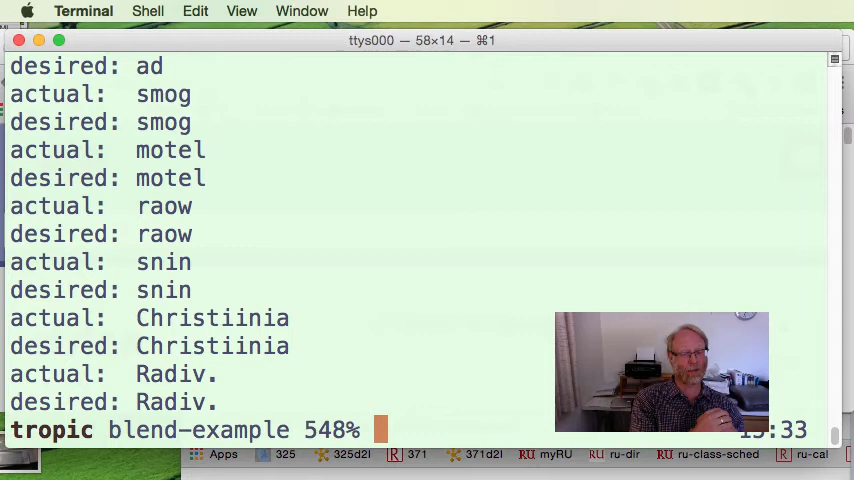 Terminal Shell Edit View Window Help
ttys000 — 58×14 — ⌘1
desired: ad
actual: smog
desired: smog
actual: motel
desired: motel
actual: raow
desired: raow
actual: snin
desired: snin
actual: Christiinia
desired: Christiinia
actual: Radiv.
desired: Radiv.
tropic blend-example 548% :33
Apps 325 325d2l 371 371d2l myRU ru-dir ru-class-sched ru-cal